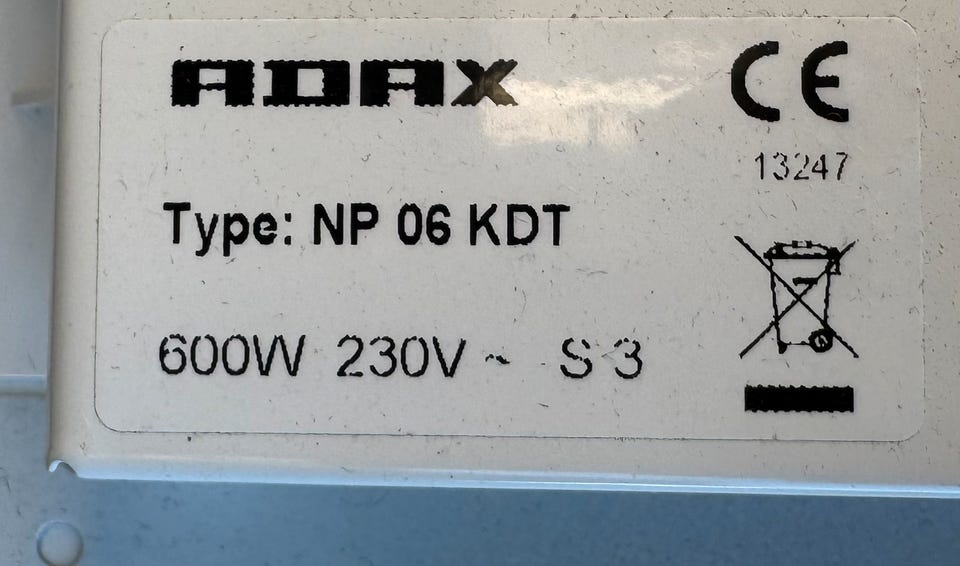 ADAX
CE
13247
Type: NP 06 KDT
600W 230V ~ S 3